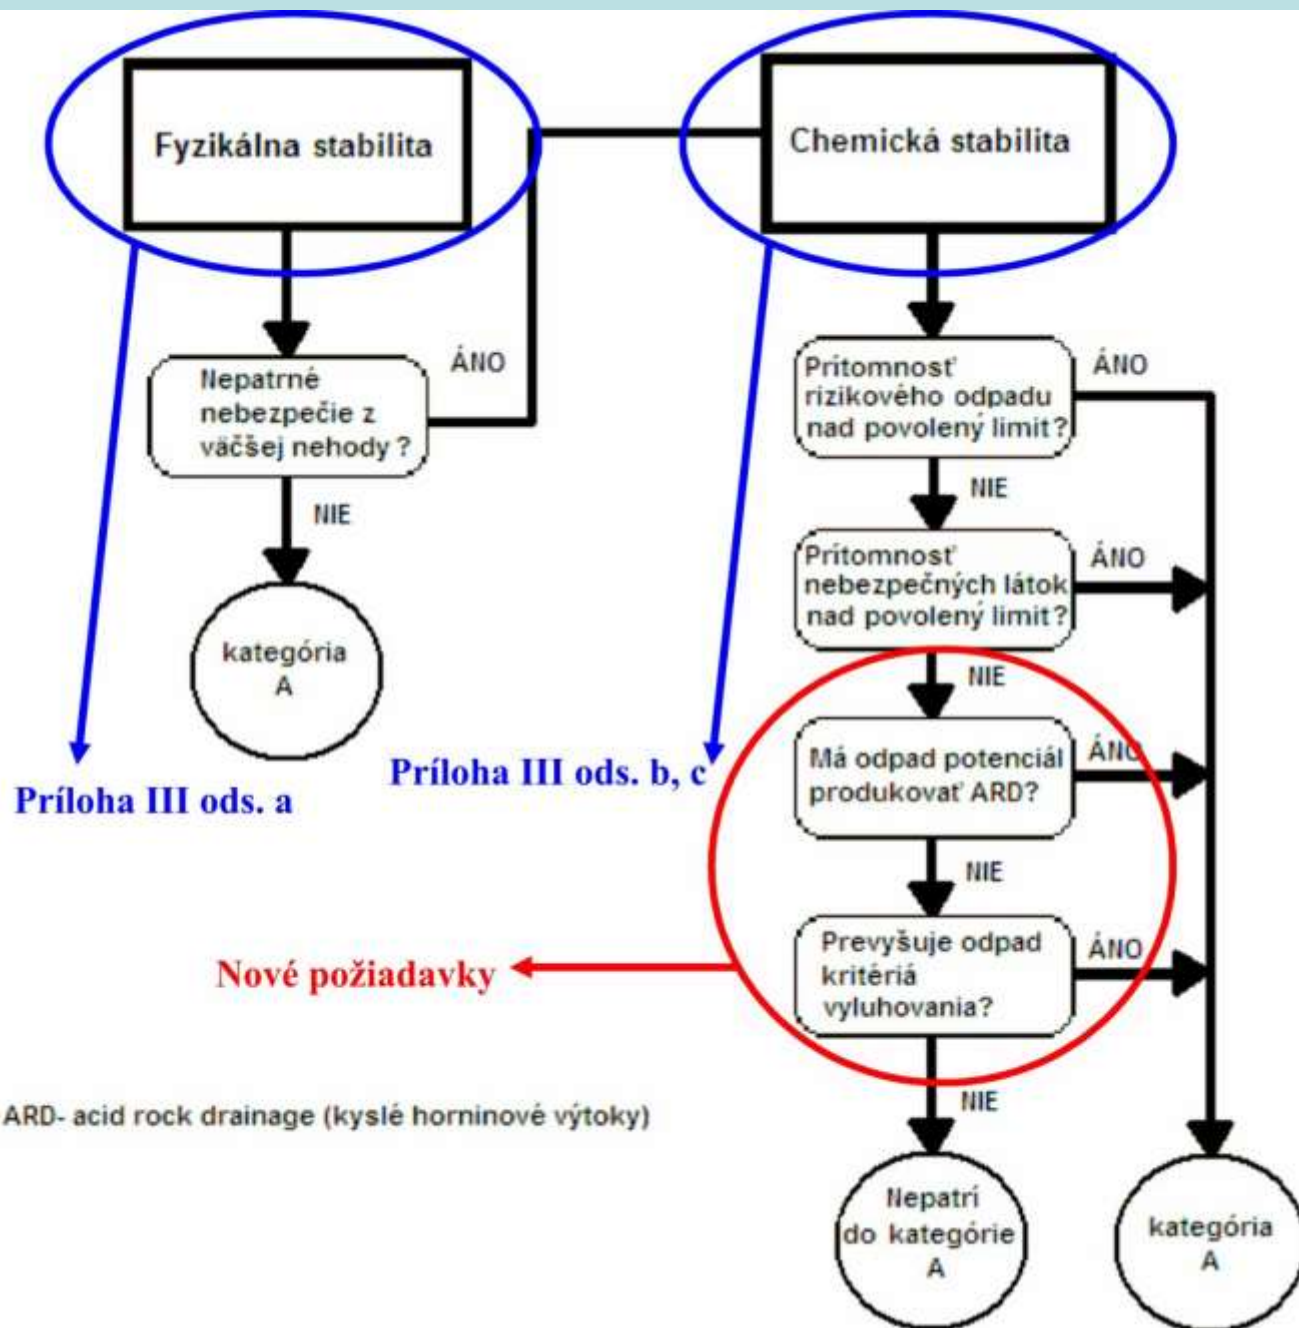 Fyzikálna stabilita
Chemická stabilita
Nepatrné
nebezpečie z
väčšej nehody ?
ÁNO
NIE
kategória
A
Príloha III ods. a
Príloha III ods. b, c
Prítomnosť
rizikového odpadu
nad povolený limit?
ÁNO
NIE
Prítomnosť
nebezpečných látok
nad povolený limit?
ÁNO
NIE
Má odpad potenciál
produkovať ARD?
ÁNO
NIE
Prevyšuje odpad
kritériá
vyluhovania?
ÁNO
NIE
Nové požiadavky
ARD- acid rock drainage (kyslé horninové výtoky)
Nepatrí
do kategórie
A
kategória
A